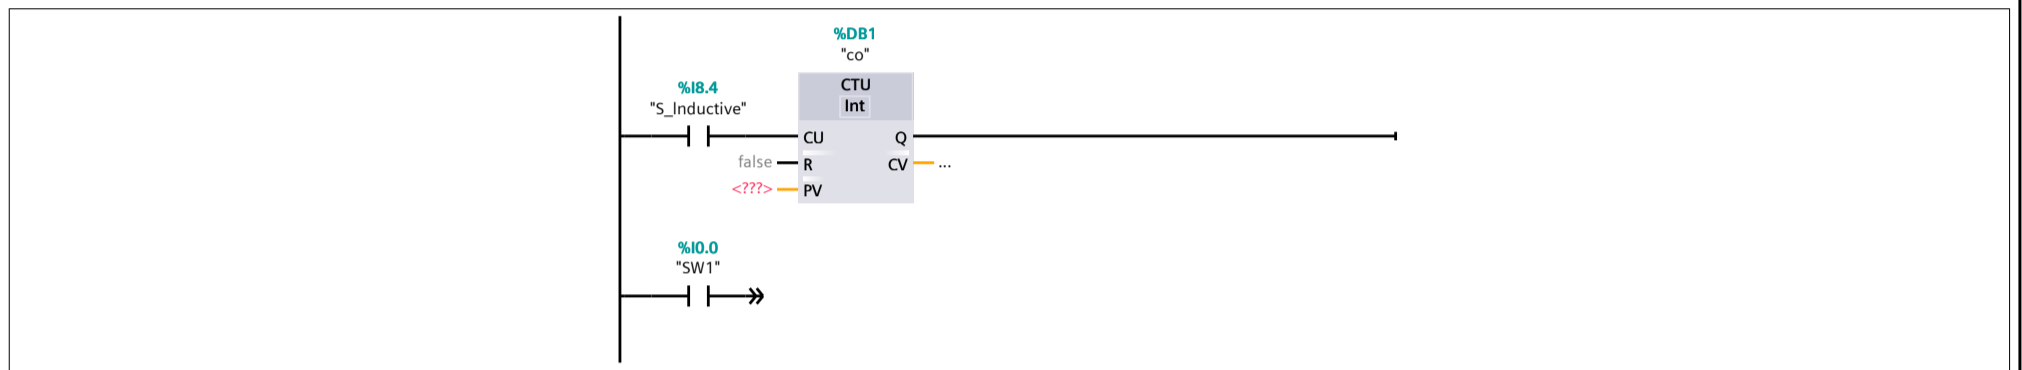 %DB1
"co"
%I8.4
"S_Inductive"
CTU
Int
CU Q
false R CV ...
<???> PV
%I0.0
"SW1"